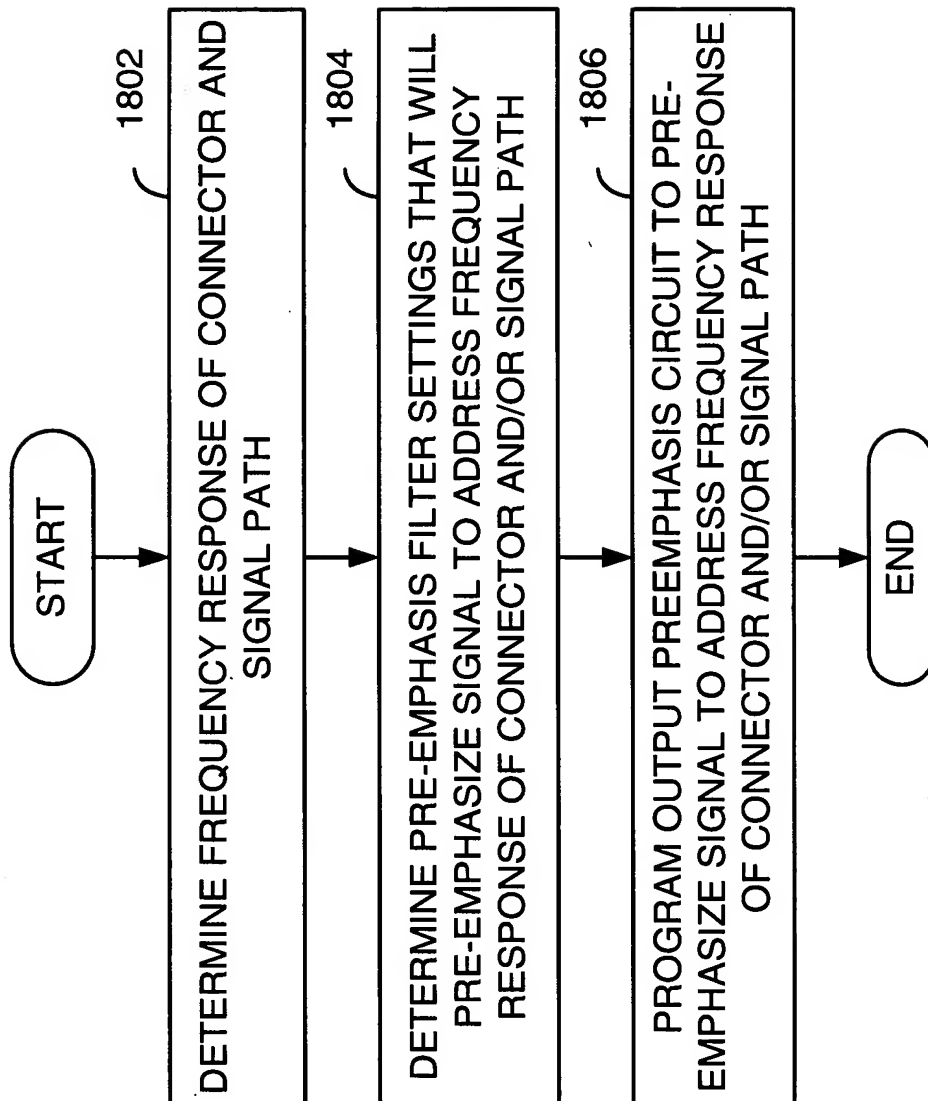 START
1802
DETERMINE FREQUENCY RESPONSE OF CONNECTOR AND
SIGNAL PATH
1804
DETERMINE PRE-EMPHASIS FILTER SETTINGS THAT WILL
PRE-EMPHASIZE SIGNAL TO ADDRESS FREQUENCY
RESPONSE OF CONNECTOR AND/OR SIGNAL PATH
1806
PROGRAM OUTPUT PREEMPHASIS CIRCUIT TO PRE-
EMPHASIZE SIGNAL TO ADDRESS FREQUENCY RESPONSE
OF CONNECTOR AND/OR SIGNAL PATH
END